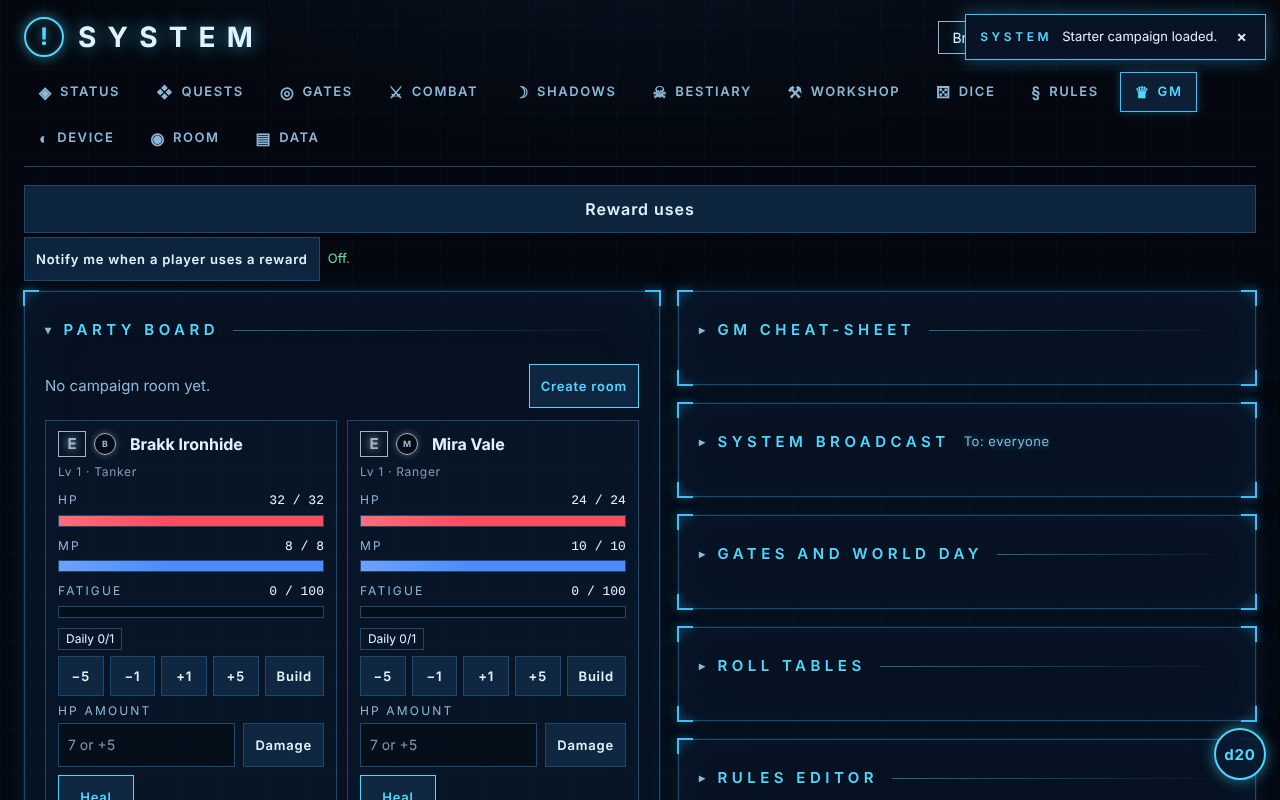 ! SYSTEM
SYSTEM Starter campaign loaded. ×
STATUS QUESTS GATES COMBAT SHADOWS BESTIARY WORKSHOP DICE § RULES GM
DEVICE ROOM DATA
Reward uses
Notify me when a player uses a reward Off.
PARTY BOARD
No campaign room yet. Create room
E B Brakk Ironhide
Lv 1 · Tanker
HP 32 / 32
MP 8 / 8
FATIGUE 0 / 100
Daily 0/1
−5 −1 +1 +5 Build
HP AMOUNT
7 or +5 Damage
Heal
E M Mira Vale
Lv 1 · Ranger
HP 24 / 24
MP 10 / 10
FATIGUE 0 / 100
Daily 0/1
−5 −1 +1 +5 Build
HP AMOUNT
7 or +5 Damage
Heal
GM CHEAT-SHEET
SYSTEM BROADCAST To: everyone
GATES AND WORLD DAY
ROLL TABLES
RULES EDITOR
d20